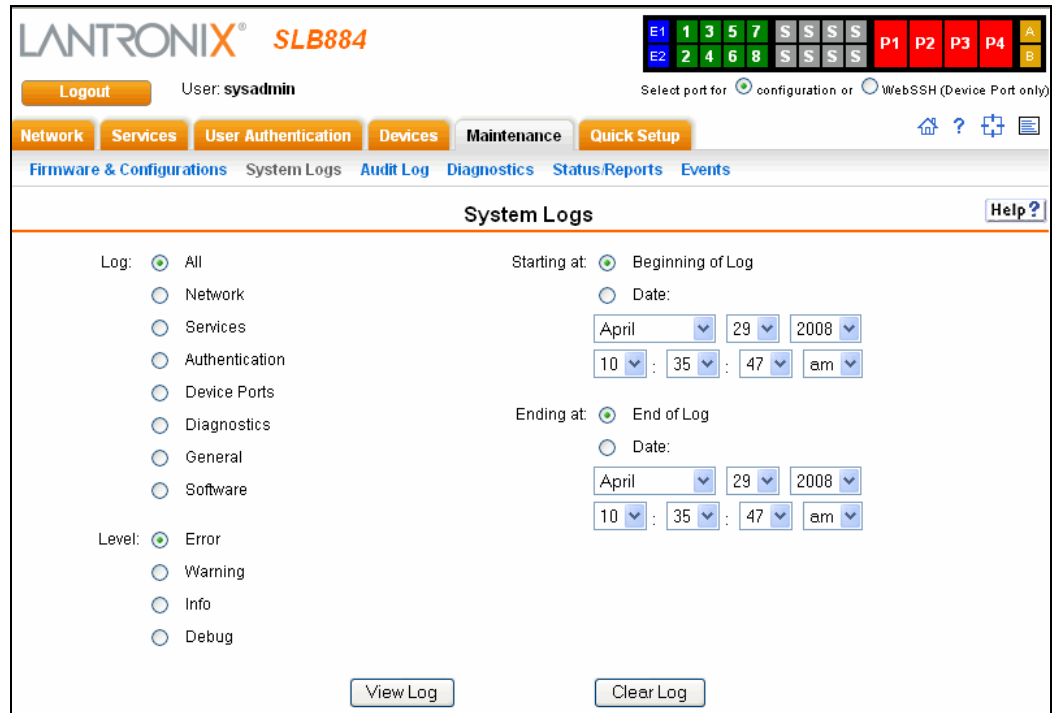 LANTRONIX® SLB884
E1 1 3 5 7 S S S S P1 P2 P3 P4 A
E2 2 4 6 8 S S S S B
Logout User: sysadmin Select port for configuration or WebSSH (Device Port only)
Network Services User Authentication Devices Maintenance Quick Setup ?
Firmware & Configurations System Logs Audit Log Diagnostics Status/Reports Events
System Logs Help?
Log: All
Network
Services
Authentication
Device Ports
Diagnostics
General
Software
Level: Error
Warning
Info
Debug
Starting at: Beginning of Log
Date:
April 29 2008
10 : 35 : 47 am
Ending at: End of Log
Date:
April 29 2008
10 : 35 : 47 am
View Log Clear Log